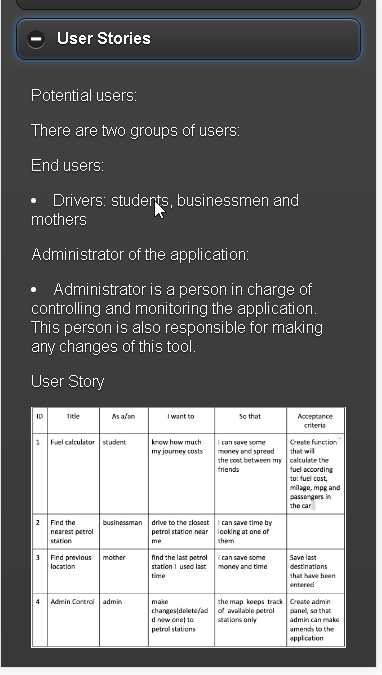 User Stories
Potential users:
There are two groups of users:
End users:
• Drivers: students, businessmen and
mothers
Administrator of the application:
• Administrator is a person in charge of
controlling and monitoring the application.
This person is also responsible for making
any changes of this tool.
User Story
ID Title As a/an I want to So that Acceptance
criteria
1 Fuel calculator student know how much
my journey costs I can save some
money and spread
the cost between my
friends Create function
that will
calculate the
fuel according
to: fuel cost,
milage, mpg and
passengers in
the car
2 Find the
nearest petrol
station businessman drive to the closest
petrol station near
me I can save time by
looking at one of
them
3 Find previous
location mother find the last petrol
station I used last
time I can save some
money and time Save last
destinations
that have been
entered
4 Admin Control admin make
changes(delete/ad
d new one) to
petrol stations the map keeps track
of available petrol
stations only Create admin
panel, so that
admin can make
amends to the
application